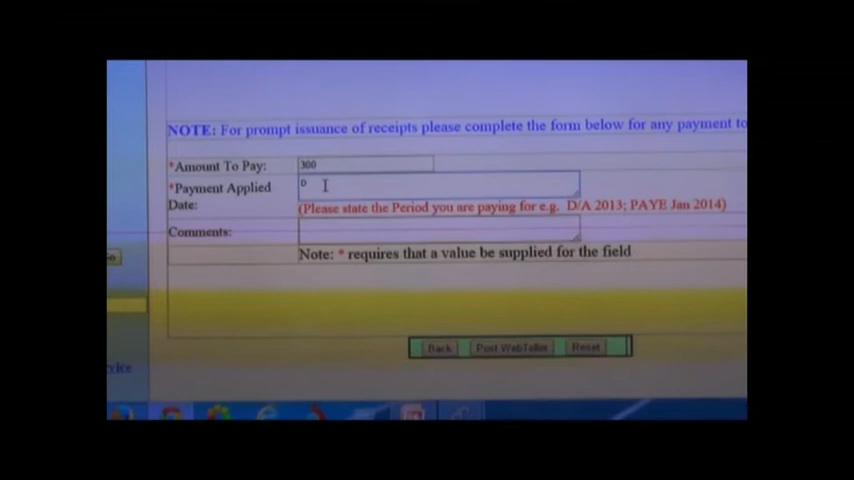 NOTE: For prompt issuance of receipts please complete the form below for any payment to
*Amount To Pay: 300
*Payment Applied Date: D
(Please state the Period you are paying for e.g. D/A 2013; PAYE Jan 2014)
Comments:
Note: * requires that a value be supplied for the field
Back Post WebTeller Reset